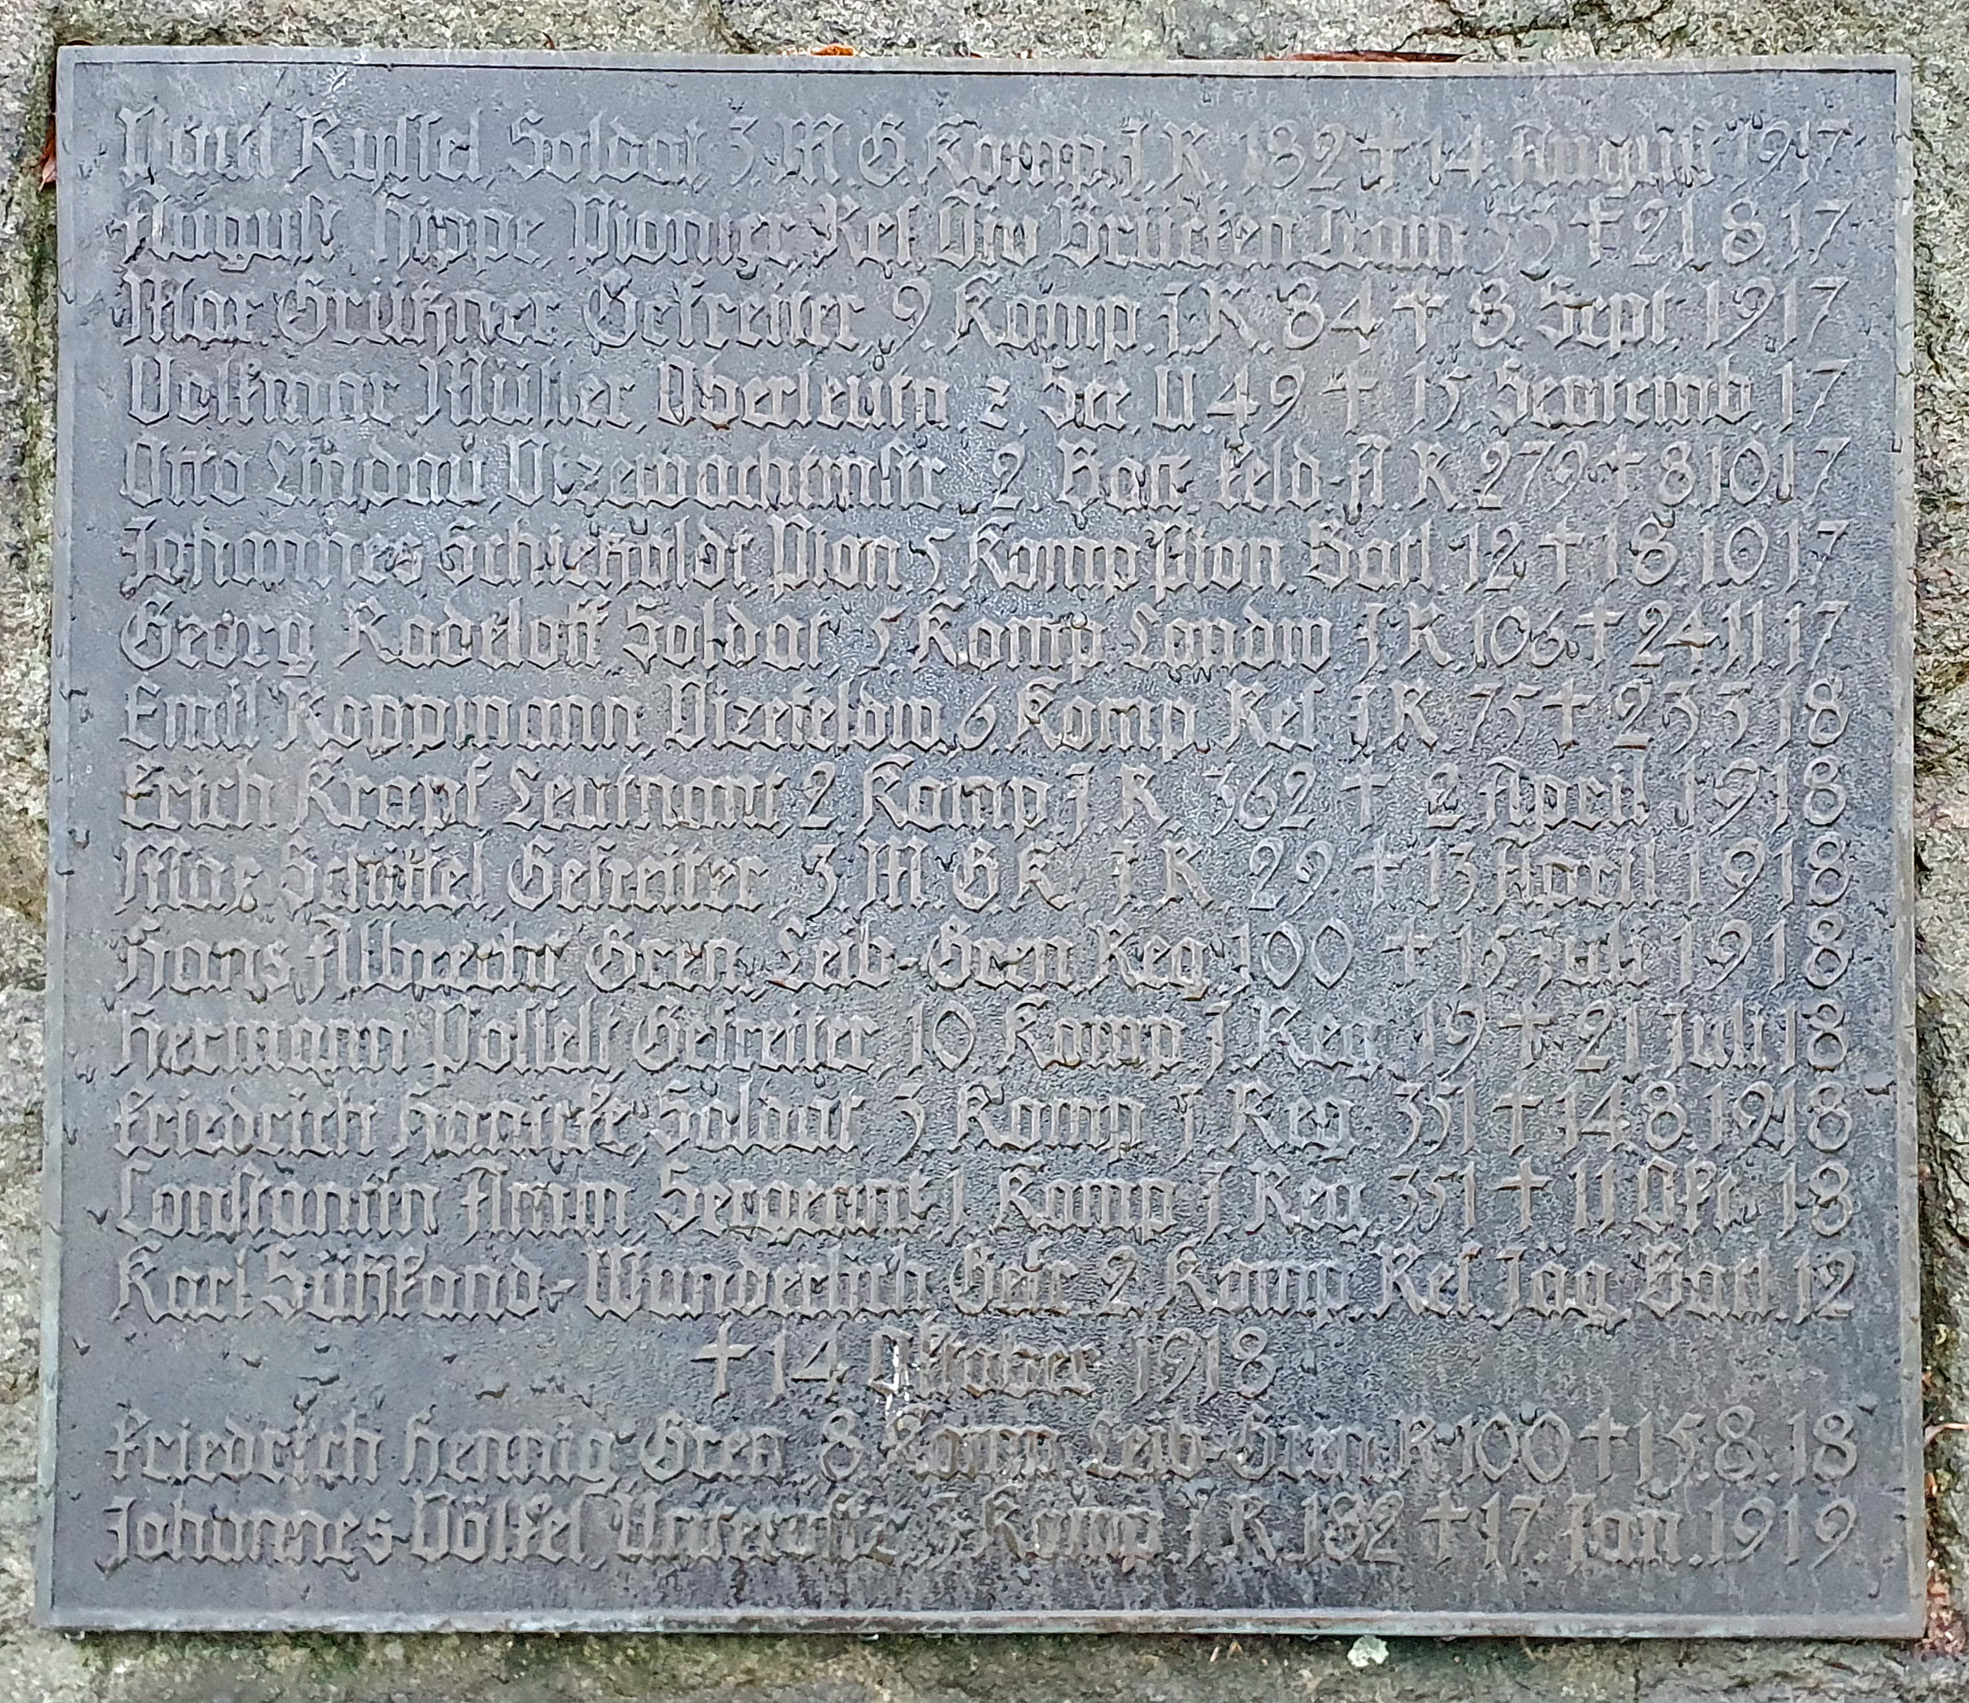 Paul Kyssel, Soldat, 3. M. G. Komp. J. R. 182 † 14. August 1917
August Hippe, Pionier, Res. Div. Brücken Train 53 † 21.8.17
Max Grützner, Gefreiter, 9. Komp. J. R. 84 † 8. Sept. 1917
Volkmar Müller, Oberleutn. z. See. U 49 † 15. Septemb. 17
Otto Lindau, Vizewachtmstr. 2. Batt. Feld-A. R. 279 † 8.10.17
Johannes Schiekoldt, Pion. 5. Komp. Pion. Batl. 12 † 18.10.17
Georg Radeloff, Soldat, 5. Komp. Landw. J. R. 106 † 24.11.17
Emil Koppmann, Vizefeldw. 6. Komp. Res. J. R. 75 † 23.3.18
Erich Krapf Leutnant, 2. Komp. J. R. 362 † 2. April 1918
Max Schittel, Gefreiter, 3. M. G. K. J. R. 29. † 13. April 1918
Hans Albrecht, Gren. Leib-Gren. Reg. 100 † 15. Juli 1918
Hermann Posselt, Gefreiter, 10. Komp. J. Reg. 19 † 21. Juli 18
Friedrich Hanicke, Soldat 3. Komp. J. Reg. 351 † 14.8.1918
Constantin Amm Sergeant 1. Komp. J. Reg. 351 † 11. Okt. 18
Karl Süßkand-Wunderlich Gefr. 2. Komp. Res. Jäg. Batl. 12
† 14. Oktober 1918
Friedrich Hennig, Gren. 8. Komp. Leib-Gren. R. 100 † 15.8.18
Johannes Völkel, Unteroffz. 3. Komp. J. R. 182 † 17. Jan. 1919